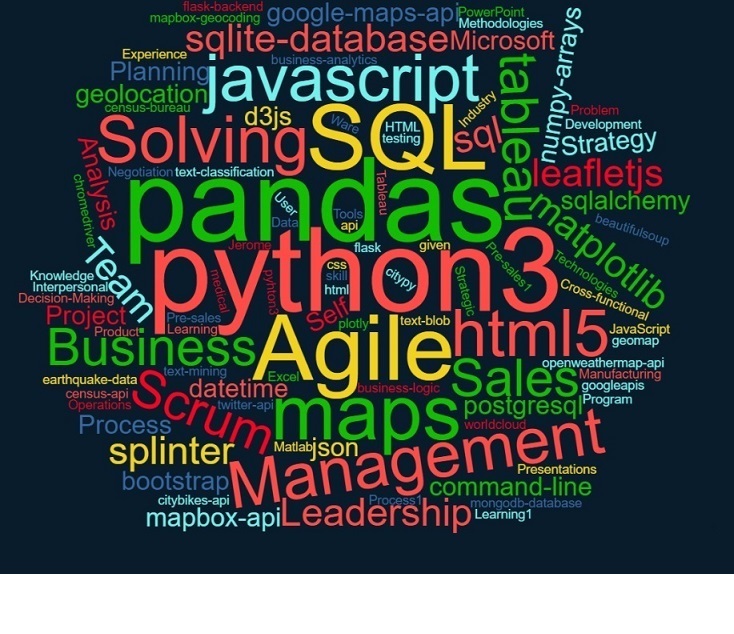 flask-backend
mapbox-geocoding
google-maps-api
PowerPoint
Methodologies
sqlite-database
Microsoft
numpy-arrays
Experience
business-analytics
Planning
javascript
tableau
geolocation
census-bureau
d3js
Ware
HTML
testing
Industry
Problem
Development
Solving
SQL
sql
Strategy
Analysis
Negotiation
text-classification
Tableau
leafletjs
chromedriver
pandas
User
Data
Tools
api
sqlalchemy
matplotlib
beautifulsoup
Jerome
flask
given
Pre-sales1
Technologies
Team
python3
css
skill
html
citypy
Knowledge
Interpersonal
Decision-Making
medical
pyhton3
Strategic
Cross-functional
Project
Product
Pre-sales
Learning
Self
plotly
text-blob
html5
JavaScript
geomap
Business
Agile
openweathermap-api
Manufacturing
googleapis
Program
earthquake-data
census-api
Operations
Scrum
text-mining
Excel
datetime
twitter-api
business-logic
Sales
maps
postgresql
worldcloud
Process
splinter
Matlab
json
Management
Presentations
bootstrap
command-line
citybikes-api
Process1
mongodb-database
mapbox-api
Leadership
Learning1